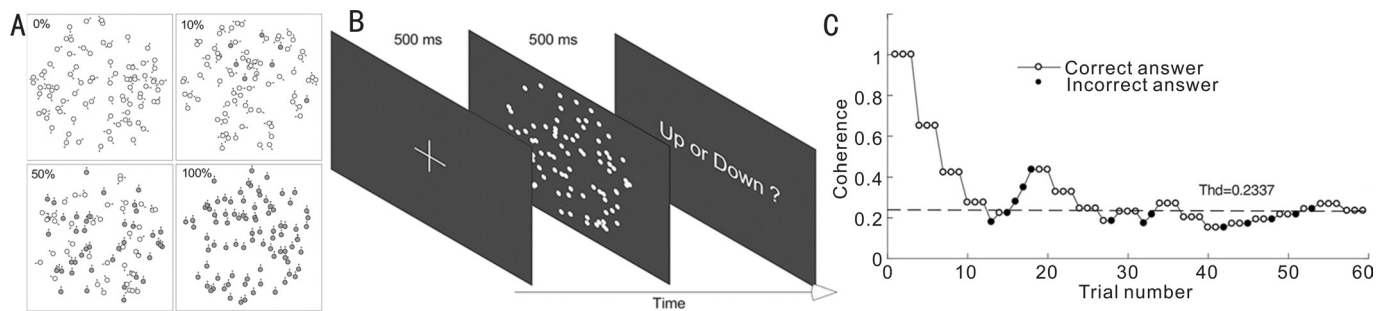 A
0%
10%
50%
100%
B
500 ms
500 ms
Up or Down ?
Time
C
Coherence
1
0.8
0.6
0.4
0.2
0
Correct answer
Incorrect answer
Thd=0.2337
0
10
20
30
40
50
60
Trial number